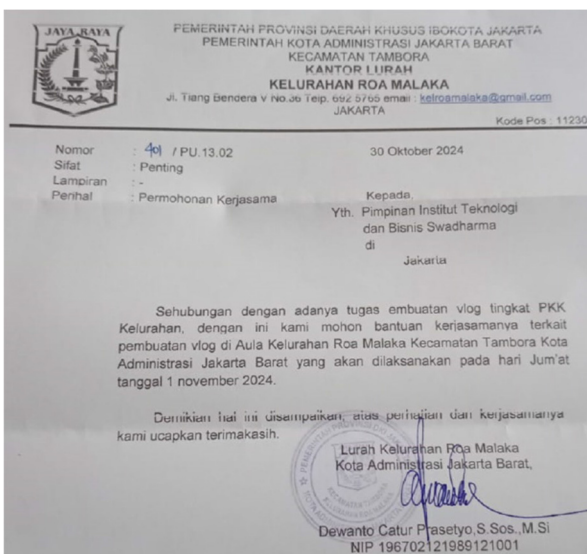 JAYA RAYA
PEMERINTAH PROVINSI DAERAH KHUSUS IBOKOTA JAKARTA
PEMERINTAH KOTA ADMINISTRASI JAKARTA BARAT
KECAMATAN TAMBORA
KANTOR LURAH
KELURAHAN ROA MALAKA
Jl. Tiang Bendera V No.36 Telp. 692 5765 email : kelroamalaka@gmail.com
JAKARTA
Kode Pos : 11230
Nomor : 401 / PU.13.02
30 Oktober 2024
Sifat : Penting
Lampiran : -
Perihal : Permohonan Kerjasama
Kepada,
Yth. Pimpinan Institut Teknologi
dan Bisnis Swadharma
di
Jakarta
Sehubungan dengan adanya tugas embuatan vlog tingkat PKK
Kelurahan, dengan ini kami mohon bantuan kerjasamanya terkait
pembuatan vlog di Aula Kelurahan Roa Malaka Kecamatan Tambora Kota
Administrasi Jakarta Barat yang akan dilaksanakan pada hari Jum'at
tanggal 1 november 2024.
Demikian hal ini disampaikan, atas perhatian dan kerjasamanya
kami ucapkan terimakasih.
Lurah Kelurahan Roa Malaka
Kota Administrasi Jakarta Barat,
KECAMATAN TAMBORA
KELURAHAN ROA MALAKA
Dewanto Catur Prasetyo,S.Sos.,M.Si
NIP 196702121989121001